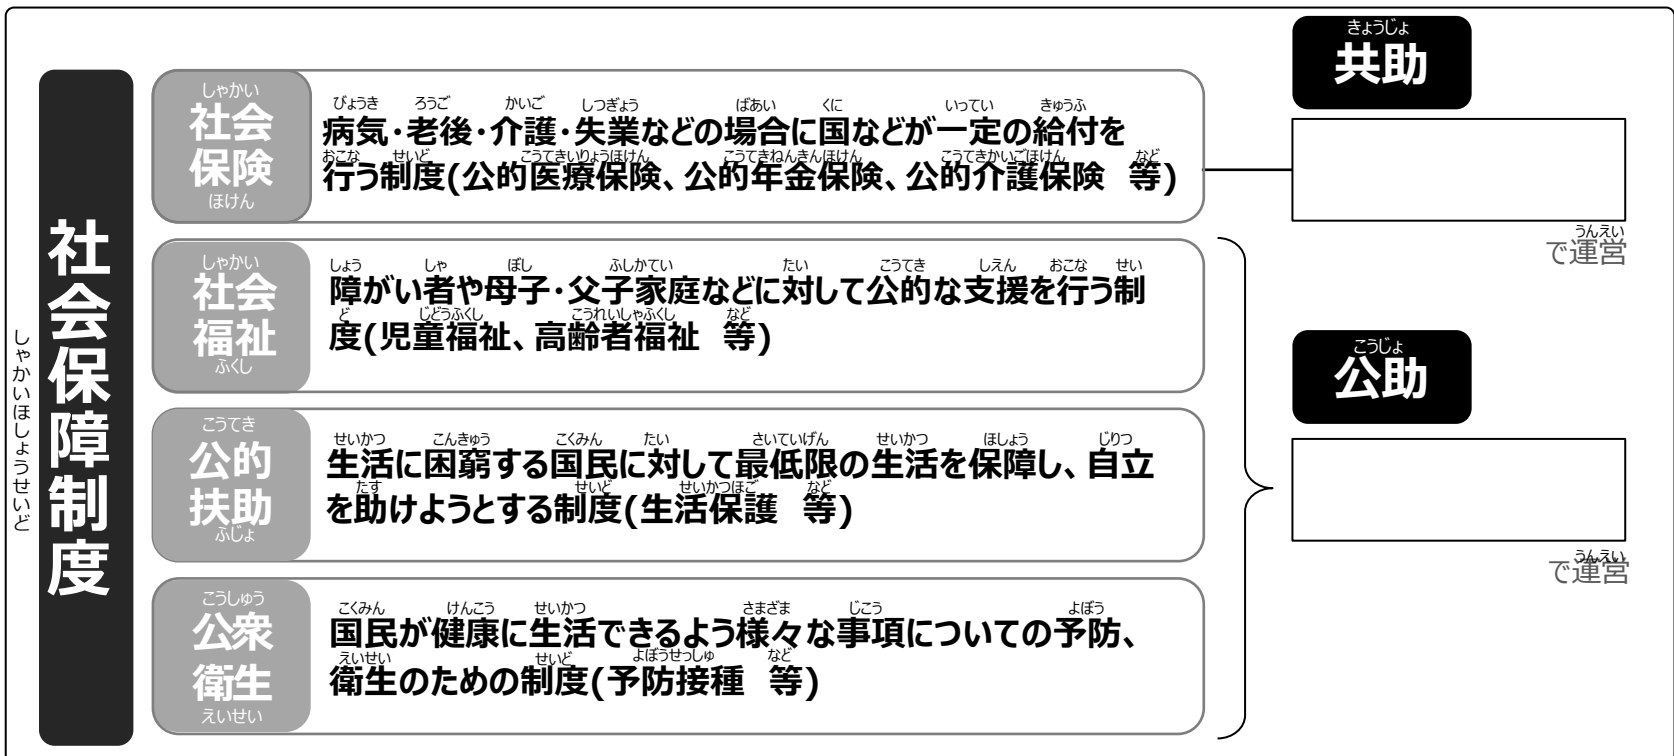 しゃかいほしょうせいど
社会保障制度
しゃかい
社会
保険
ほけん
びょうき ろうご かいご しつぎょう ばあい くに いってい きゅうふ
病気・老後・介護・失業などの場合に国などが一定の給付を
おこな せいど こうてきいりょうほけん こうてきねんきんほけん こうてきかいごほけん など
行う制度(公的医療保険、公的年金保険、公的介護保険 等)
しゃかい
社会
福祉
ふくし
しょう しゃ ぼし ふしかてい たい こうてき しえん おこな せい
障がい者や母子・父子家庭などに対して公的な支援を行う制
ど じどうふくし こうれいしゃふくし など
度(児童福祉、高齢者福祉 等)
こうてき
公的
扶助
ふじょ
せいかつ こんきゅう こくみん たい さいていげん せいかつ ほしょう じりつ
生活に困窮する国民に対して最低限の生活を保障し、自立
たす せいど せいかつほご など
を助けようとする制度(生活保護 等)
こうしゅう
公衆
衛生
えいせい
こくみん けんこう せいかつ さまざま じこう よぼう
国民が健康に生活できるよう様々な事項についての予防、
えいせい せいど よぼうせっしゅ など
衛生のための制度(予防接種 等)
きょうじょ
共助
うんえい
で運営
こうじょ
公助
うんえい
で運営